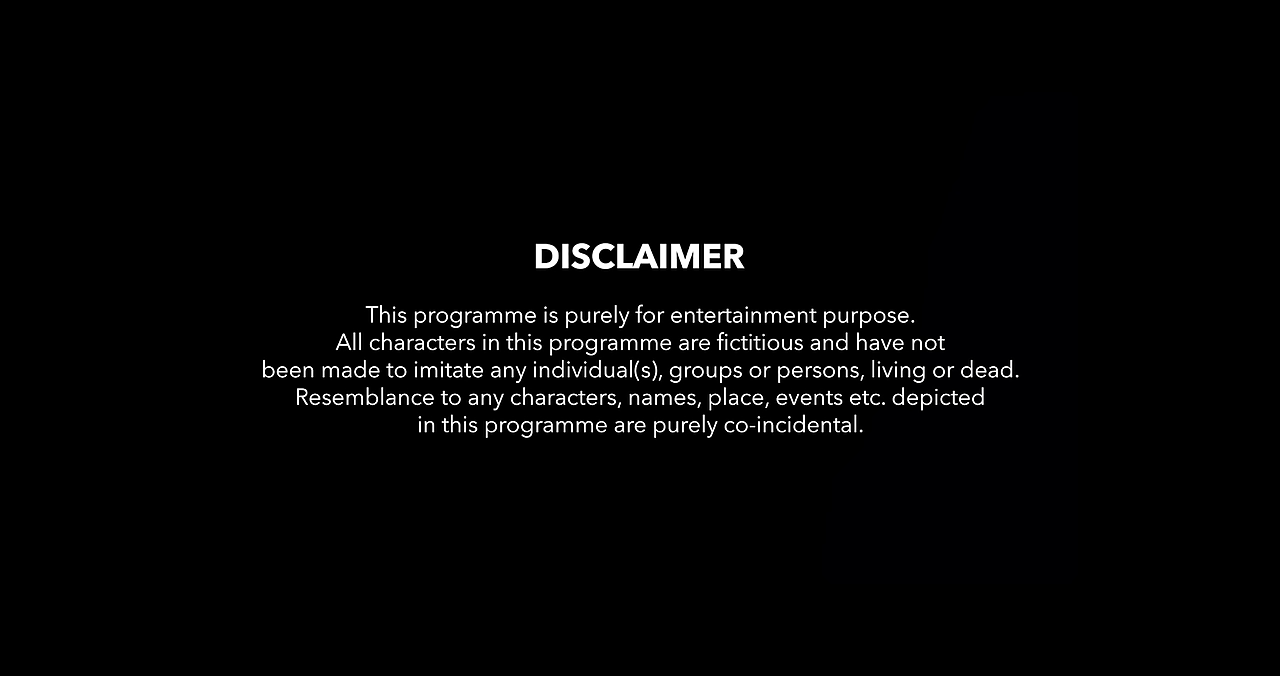 DISCLAIMER
This programme is purely for entertainment purpose.
All characters in this programme are fictitious and have not
been made to imitate any individual(s), groups or persons, living or dead.
Resemblance to any characters, names, place, events etc. depicted
in this programme are purely co-incidental.